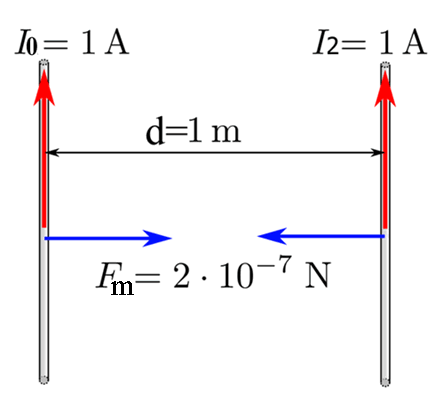 I₀ = 1 A
I2 = 1 A
d=1 m
Fm = 2 · 10⁻⁷ N